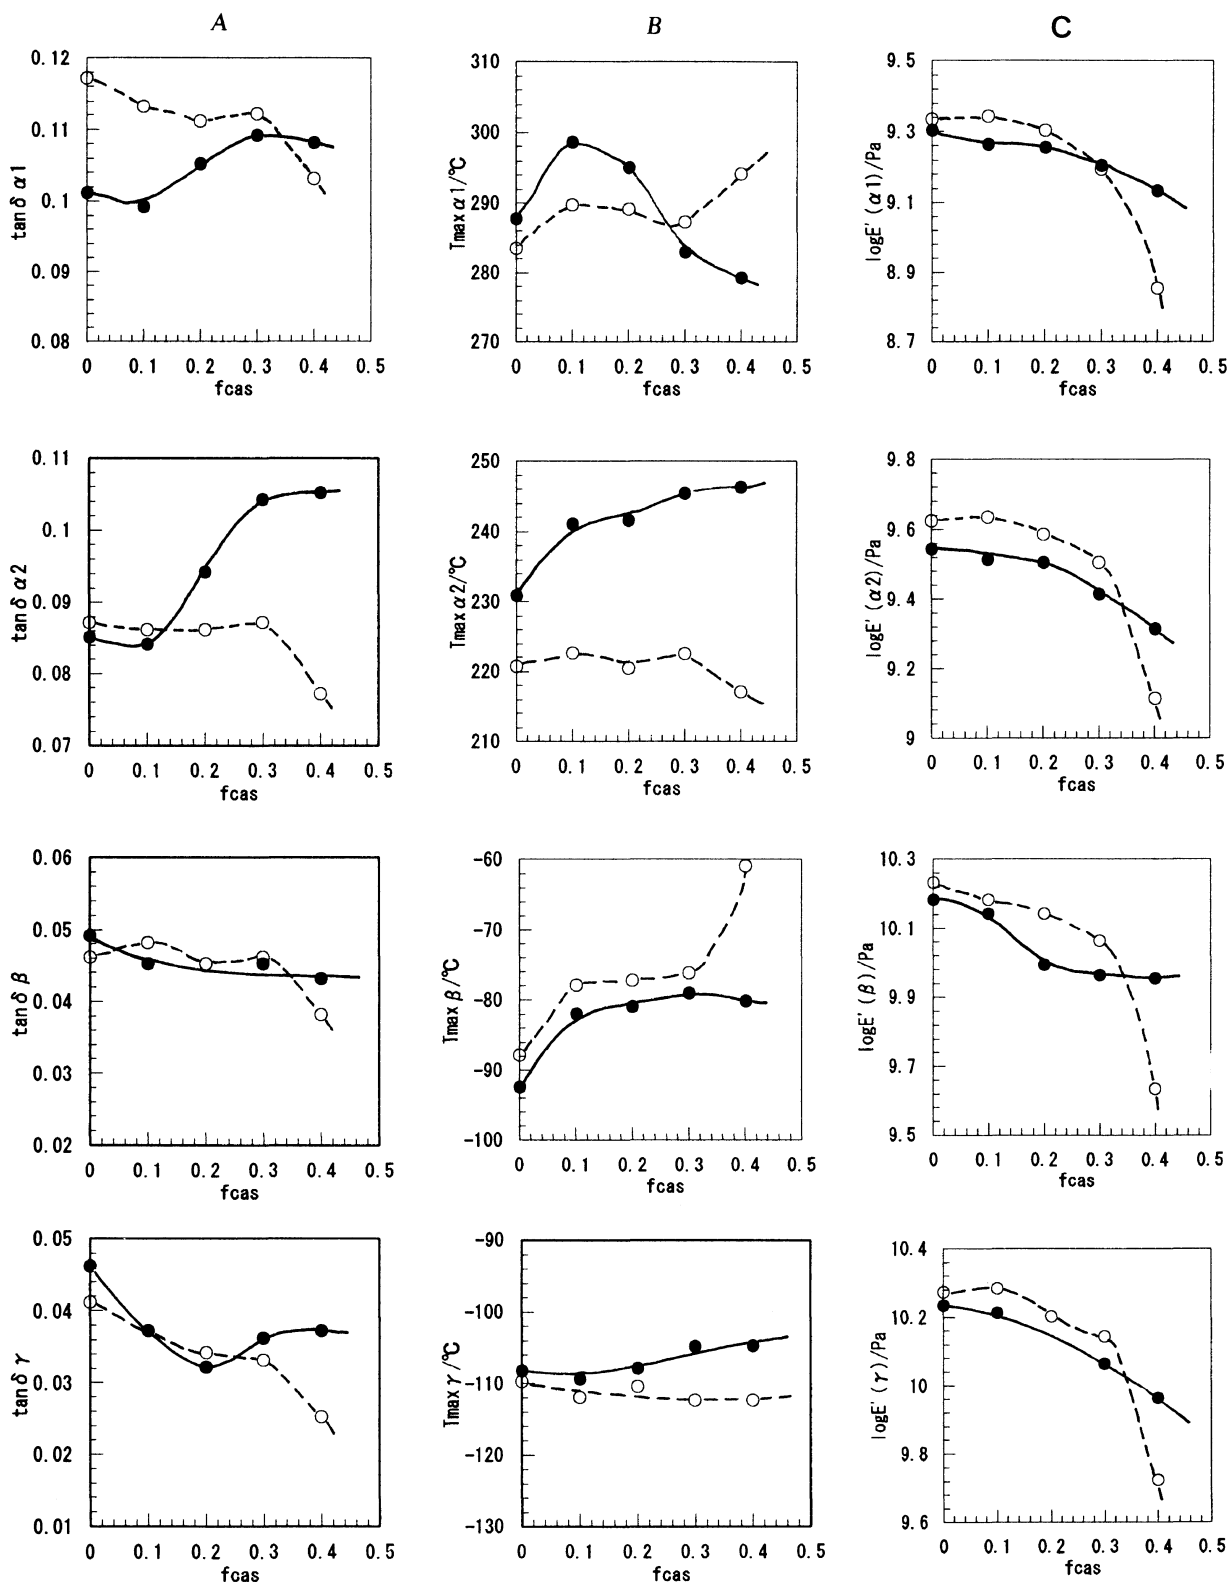 A
B
C
0.12
0.11
0.1
0.09
0.08
tanδ α1
0 0.1 0.2 0.3 0.4 0.5
fcas
310
300
290
280
270
Tmax α1/℃
0 0.1 0.2 0.3 0.4 0.5
fcas
9.5
9.3
9.1
8.9
8.7
logE' (α1)/Pa
0 0.1 0.2 0.3 0.4 0.5
fcas
0.11
0.1
0.09
0.08
0.07
tanδ α2
0 0.1 0.2 0.3 0.4 0.5
fcas
250
240
230
220
210
Tmax α2/℃
0 0.1 0.2 0.3 0.4 0.5
fcas
9.8
9.6
9.4
9.2
9
logE' (α2)/Pa
0 0.1 0.2 0.3 0.4 0.5
fcas
0.06
0.05
0.04
0.03
0.02
tanδ β
0 0.1 0.2 0.3 0.4 0.5
fcas
-60
-70
-80
-90
-100
Tmax β/℃
0 0.1 0.2 0.3 0.4 0.5
fcas
10.3
10.1
9.9
9.7
9.5
logE' (β)/Pa
0 0.1 0.2 0.3 0.4 0.5
fcas
0.05
0.04
0.03
0.02
0.01
tanδ γ
0 0.1 0.2 0.3 0.4 0.5
fcas
-90
-100
-110
-120
-130
Tmax γ/℃
0 0.1 0.2 0.3 0.4 0.5
fcas
10.4
10.2
10
9.8
9.6
logE' (γ)/Pa
0 0.1 0.2 0.3 0.4 0.5
fcas